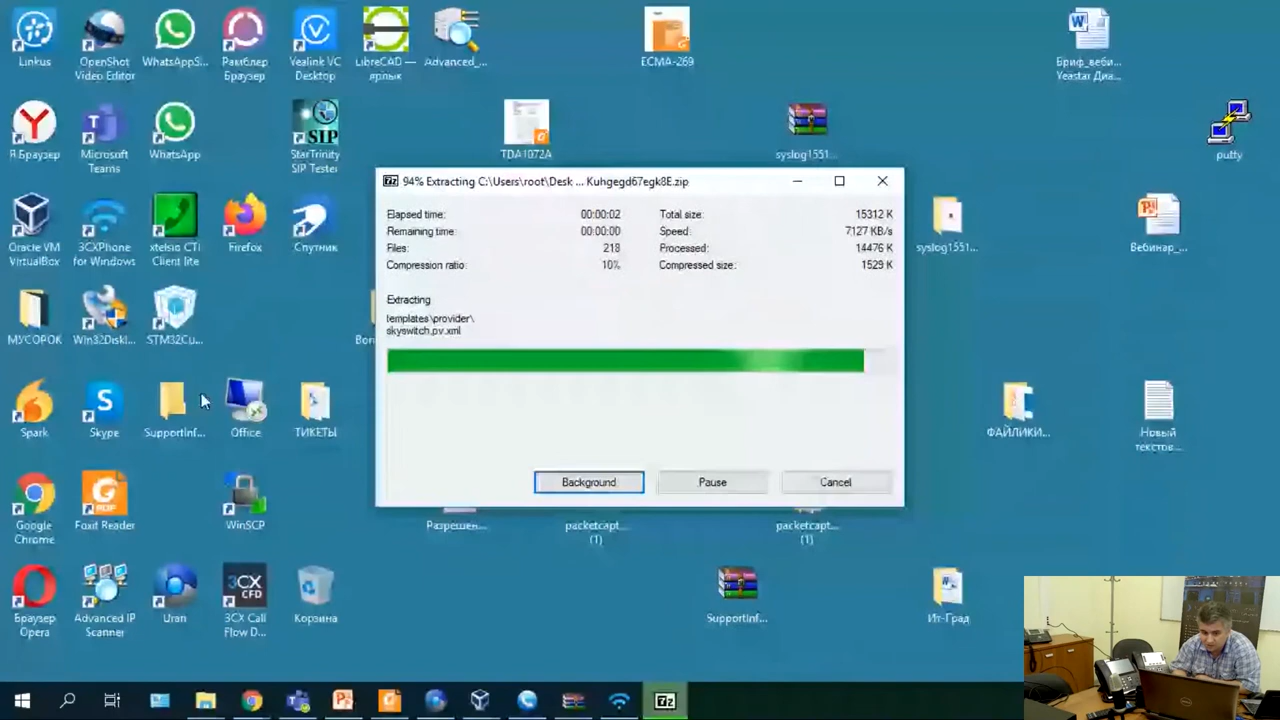 Linkus
OpenShot
Video Editor
WhatsAppS...
Рамблер
Браузер
Yealink VC
Desktop
LibreCAD —
ярлык
Advanced_...
ECMA-269
Бриф_веби...
Yeastar Диа...
Я.Браузер
Microsoft
Teams
WhatsApp
SIP
StarTrinity
SIP Tester
TDA1072A
syslog1551...
putty
94% Extracting C:\Users\root\Desk ... Kuhgegd67egk8E.zip
Elapsed time: 00:00:02 Total size: 15312 K
Remaining time: 00:00:00 Speed: 7127 KB/s
Files: 218 Processed: 14476 K
Compression ratio: 10% Compressed size: 1529 K
Extracting
templates\provider\
skyswitch.pv.xml
Background Pause Cancel
Oracle VM
VirtualBox
3CXPhone
for Windows
xtelsio CTI
Client lite
Firefox
Спутник
syslog1551...
Вебинар_...
МУСОРОК
Win32Diskl...
STM32Cu...
Spark
Skype
SupportInf...
Office
ТИКЕТЫ
ФАЙЛИКИ...
Новый
текстов...
Google
Chrome
Foxit Reader
WinSCP
Разрешен...
packetcapt...
(1)
packetcapt...
(1)
Браузер
Opera
Advanced IP
Scanner
Uran
3CX
CFD
3CX Call
Flow D...
Корзина
SupportInf...
Ит-Град